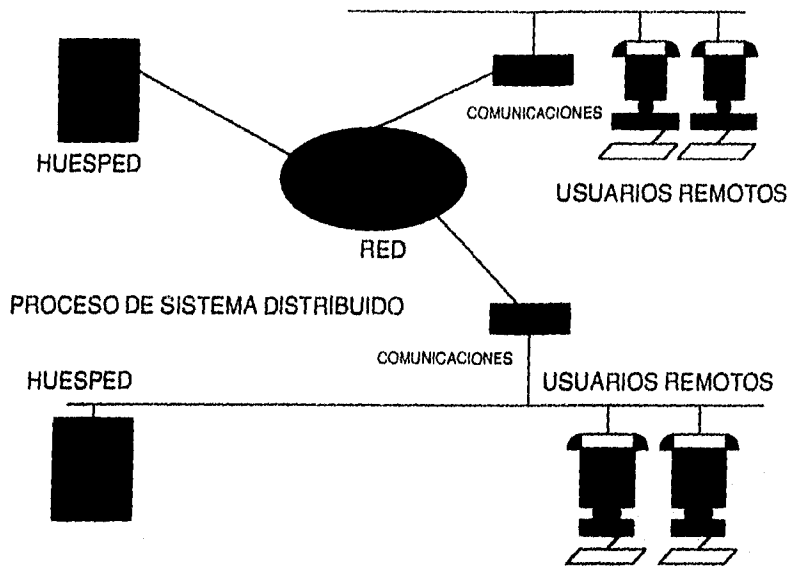 COMUNICACIONES
HUESPED
USUARIOS REMOTOS
RED
PROCESO DE SISTEMA DISTRIBUIDO
COMUNICACIONES
HUESPED
USUARIOS REMOTOS